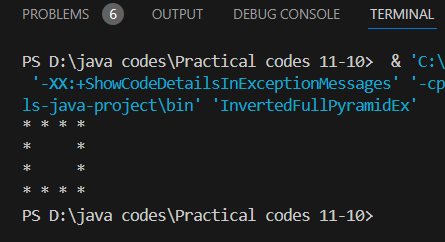 PROBLEMS 6 OUTPUT DEBUG CONSOLE TERMINAL
PS D:\java codes\Practical codes 11-10>  & 'C:\
 '-XX:+ShowCodeDetailsInExceptionMessages' '-cp
ls-java-project\bin' 'InvertedFullPyramidEx'
* * * *
*     *
*     *
* * * *
PS D:\java codes\Practical codes 11-10>